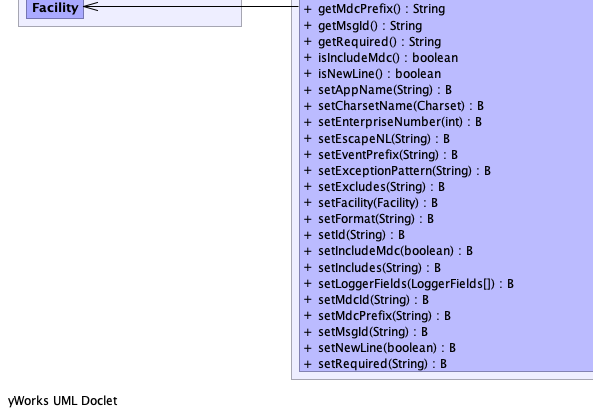 Facility
+ getMdcPrefix() : String
+ getMsgId() : String
+ getRequired() : String
+ isIncludeMdc() : boolean
+ isNewLine() : boolean
+ setAppName(String) : B
+ setCharsetName(Charset) : B
+ setEnterpriseNumber(int) : B
+ setEscapeNL(String) : B
+ setEventPrefix(String) : B
+ setExceptionPattern(String) : B
+ setExcludes(String) : B
+ setFacility(Facility) : B
+ setFormat(String) : B
+ setId(String) : B
+ setIncludeMdc(boolean) : B
+ setIncludes(String) : B
+ setLoggerFields(LoggerFields[]) : B
+ setMdcId(String) : B
+ setMdcPrefix(String) : B
+ setMsgId(String) : B
+ setNewLine(boolean) : B
+ setRequired(String) : B
yWorks UML Doclet